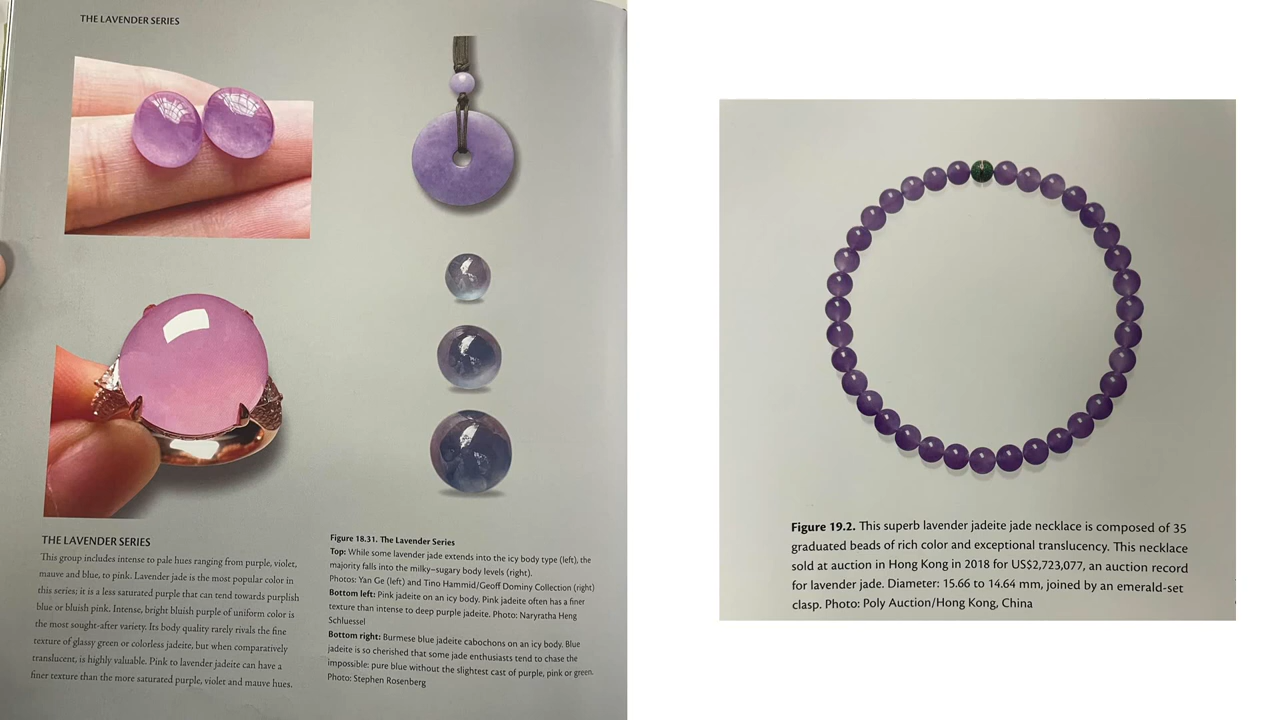 THE LAVENDER SERIES
THE LAVENDER SERIES
This group includes intense to pale hues ranging from purple, violet,
mauve and blue, to pink. Lavender jade is the most popular color in
this series; it is a less saturated purple that can tend towards purplish
blue or bluish pink. Intense, bright bluish purple of uniform color is
the most sought-after variety. Its body quality rarely rivals the fine
texture of glassy green or colorless jadeite, but when comparatively
translucent, is highly valuable. Pink to lavender jadeite can have a
finer texture than the more saturated purple, violet and mauve hues.
Figure 18.31. The Lavender Series
Top: While some lavender jade extends into the icy body type (left), the
majority falls into the milky–sugary body levels (right).
Photos: Yan Ge (left) and Tino Hammid/Geoff Dominy Collection (right)
Bottom left: Pink jadeite on an icy body. Pink jadeite often has a finer
texture than intense to deep purple jadeite. Photo: Naryratha Heng
Schluessel
Bottom right: Burmese blue jadeite cabochons on an icy body. Blue
jadeite is so cherished that some jade enthusiasts tend to chase the
impossible: pure blue without the slightest cast of purple, pink or green.
Photo: Stephen Rosenberg
Figure 19.2. This superb lavender jadeite jade necklace is composed of 35
graduated beads of rich color and exceptional translucency. This necklace
sold at auction in Hong Kong in 2018 for US$2,723,077, an auction record
for lavender jade. Diameter: 15.66 to 14.64 mm, joined by an emerald-set
clasp. Photo: Poly Auction/Hong Kong, China